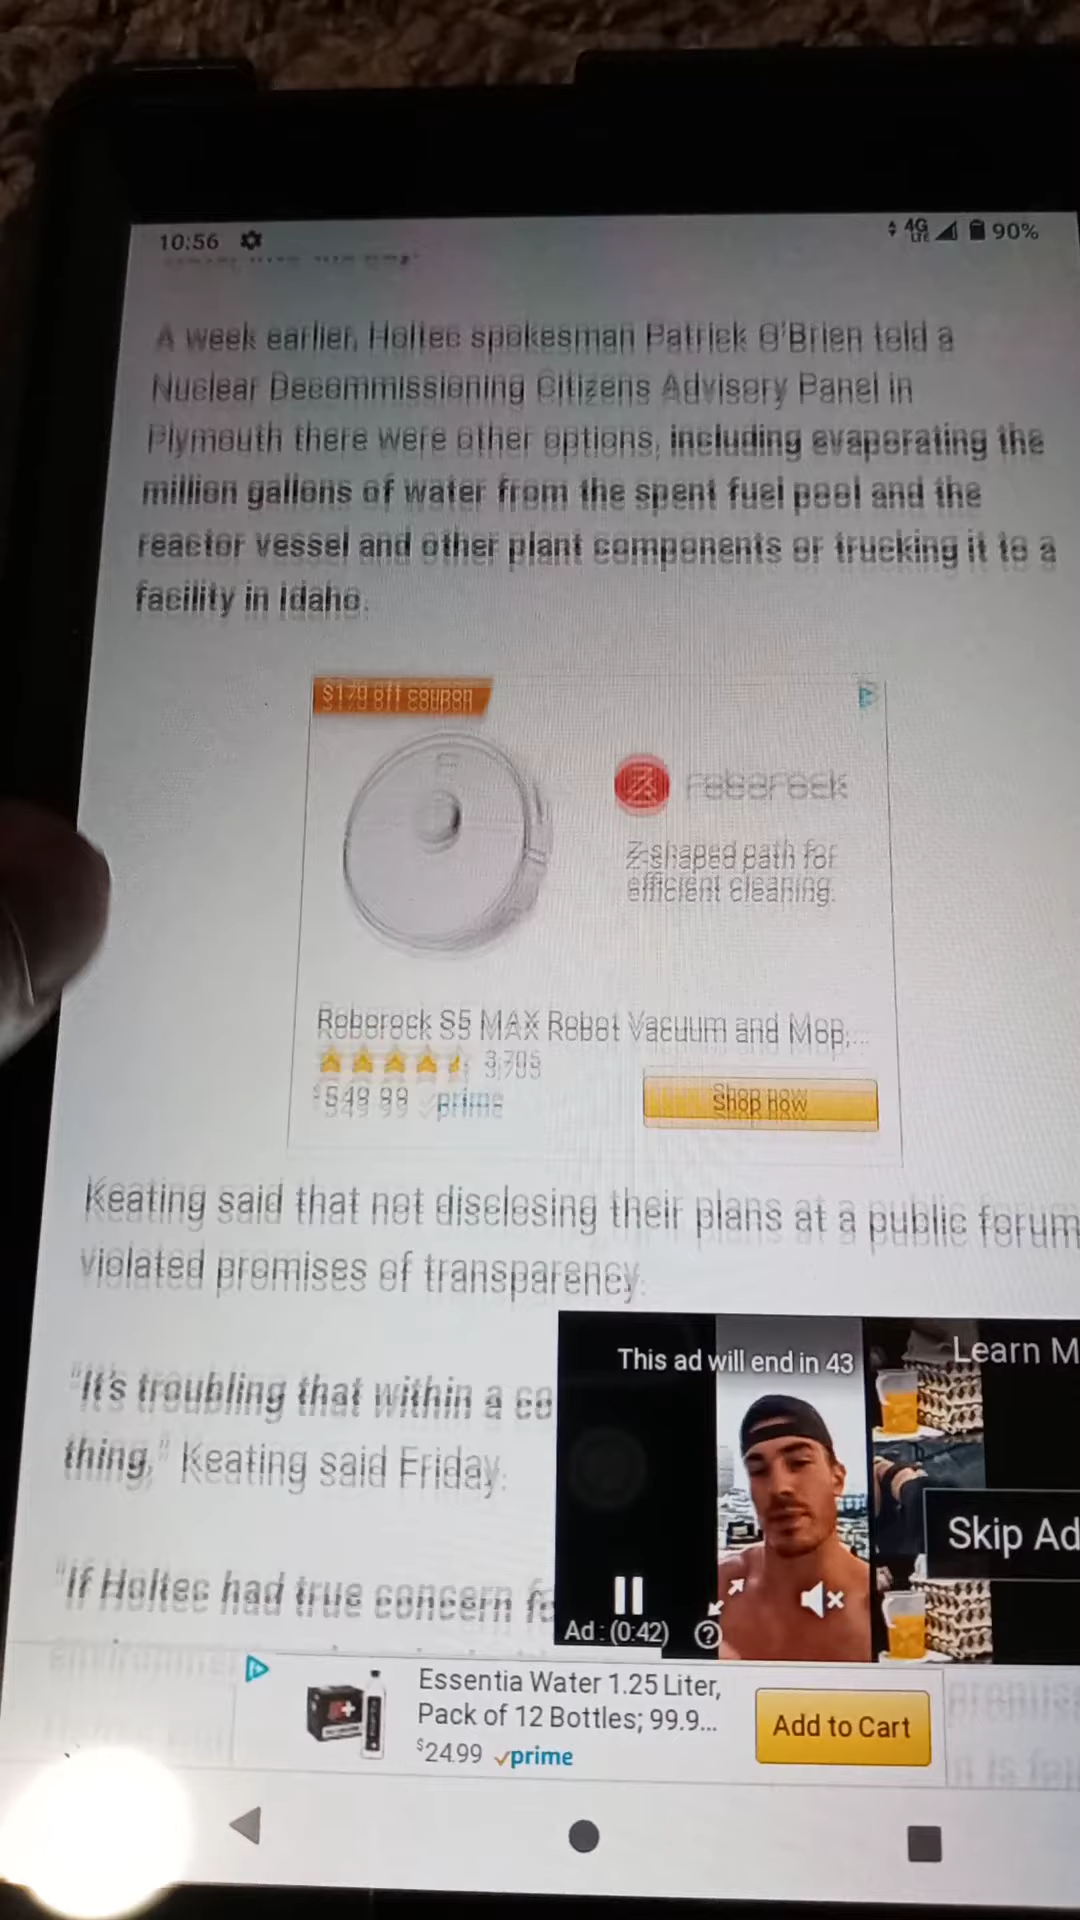 10:56
4G
LTE
90%
A week earlier, Holtec spokesman Patrick O'Brien told a
Nuclear Decommissioning Citizens Advisory Panel in
Plymouth there were other options, including evaporating the
million gallons of water from the spent fuel pool and the
reactor vessel and other plant components or trucking it to a
facility in Idaho.
$170 off coupon
roborock
Z-shaped path for
efficient cleaning.
Roborock S5 MAX Robot Vacuum and Mop,...
3,705
$549.99 prime
Shop now
Keating said that not disclosing their plans at a public forum
violated promises of transparency.
"It's troubling that within a co
thing," Keating said Friday.
"If Holtec had true concern fo
This ad will end in 43
Learn M
Skip Ad
Ad : (0:42)
Essentia Water 1.25 Liter,
Pack of 12 Bottles; 99.9...
$24.99 prime
Add to Cart